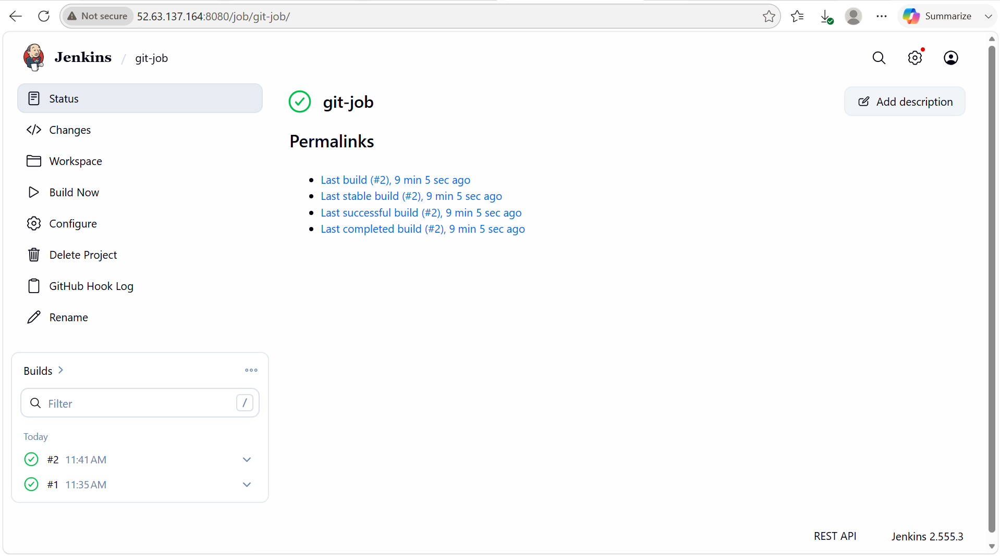 Not secure 52.63.137.164:8080/job/git-job/ Summarize
Jenkins / git-job
Status
Changes
Workspace
Build Now
Configure
Delete Project
GitHub Hook Log
Rename
Builds
Filter /
Today
#2 11:41 AM
#1 11:35 AM
git-job
Add description
Permalinks
Last build (#2), 9 min 5 sec ago
Last stable build (#2), 9 min 5 sec ago
Last successful build (#2), 9 min 5 sec ago
Last completed build (#2), 9 min 5 sec ago
REST API Jenkins 2.555.3